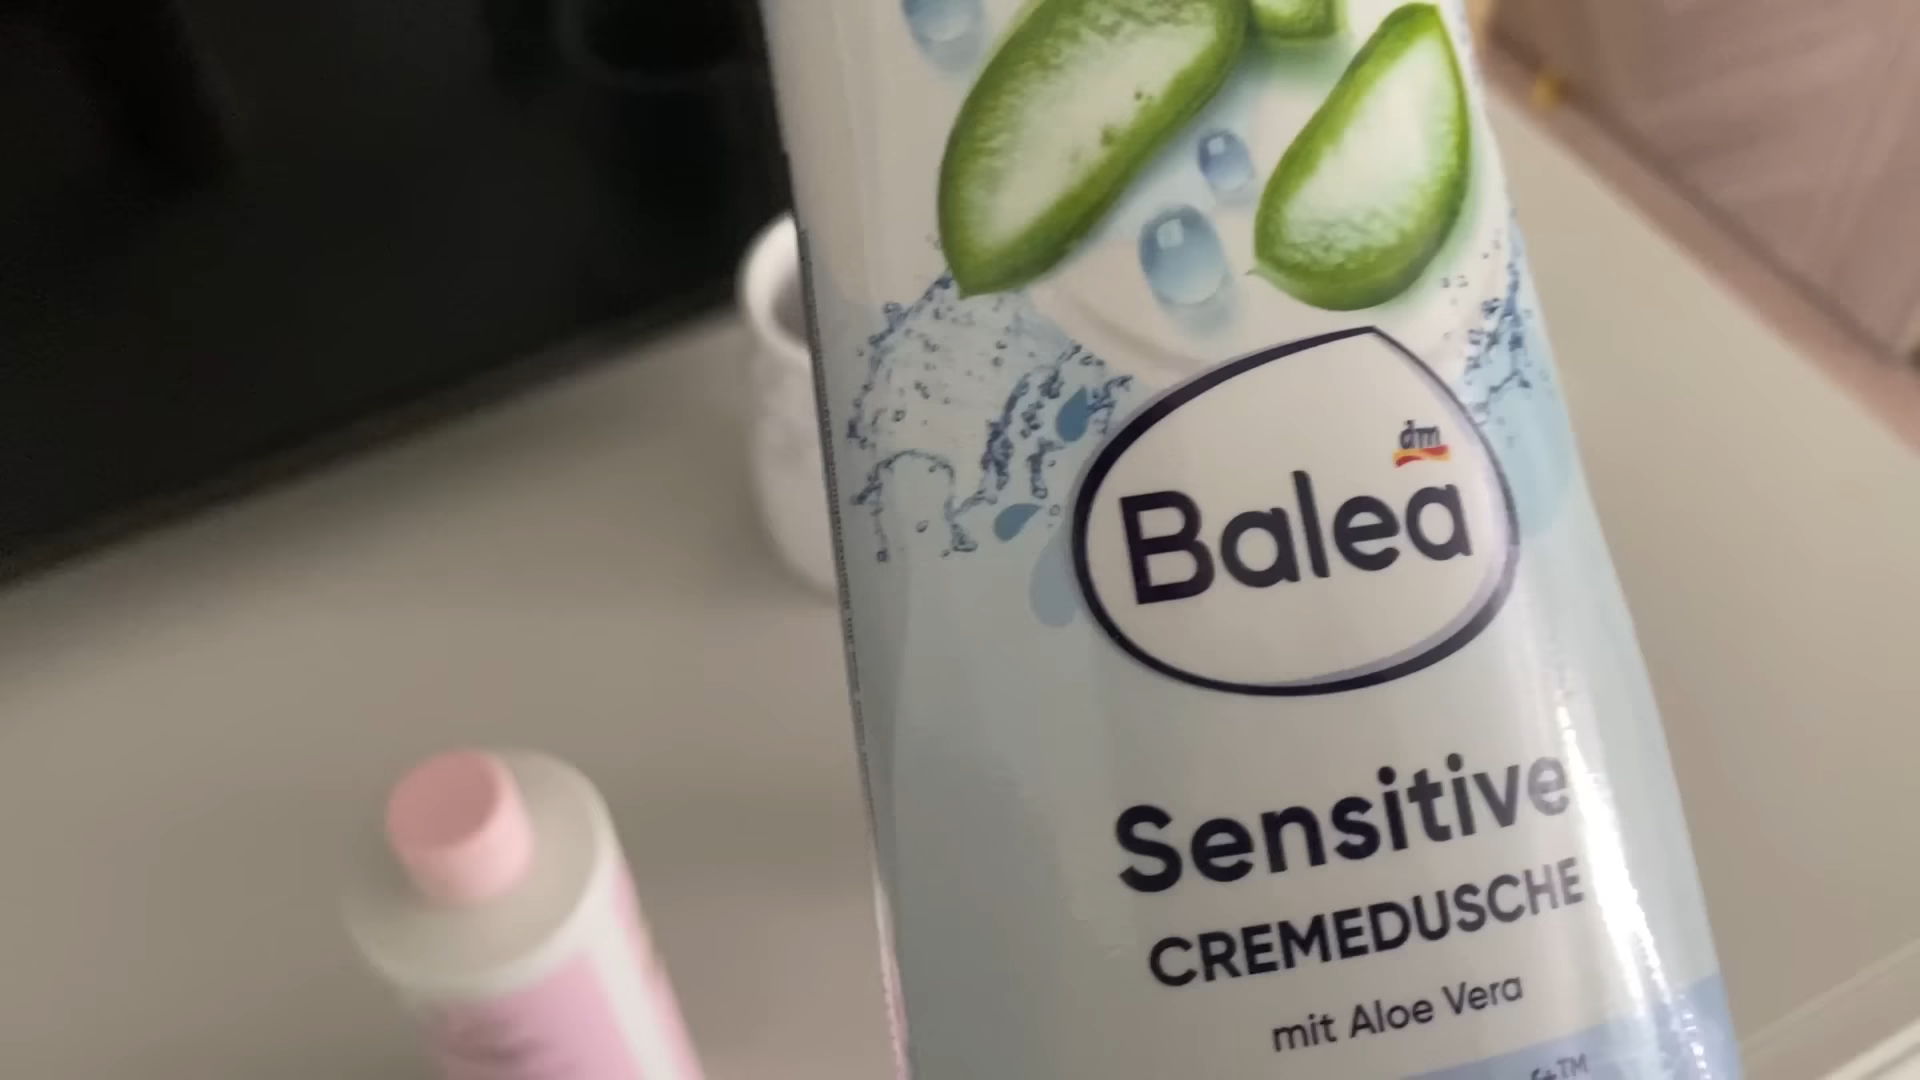 dm
Balea
Sensitive
CREMEDUSCHE
mit Aloe Vera